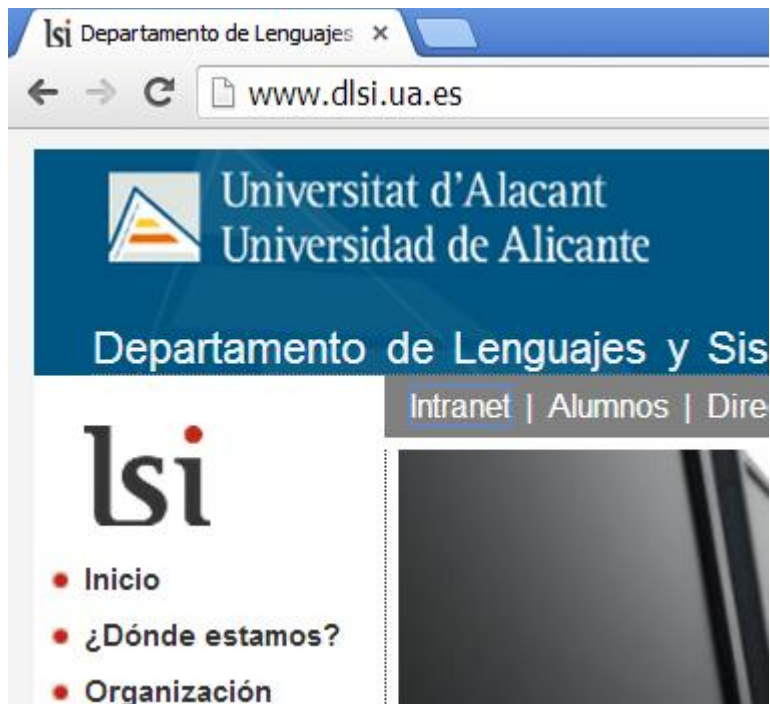 lsi Departamento de Lenguajes
www.dlsi.ua.es
Universitat d'Alacant
Universidad de Alicante
Departamento de Lenguajes y Sis
Intranet | Alumnos | Dire
lsi
Inicio
¿Dónde estamos?
Organización